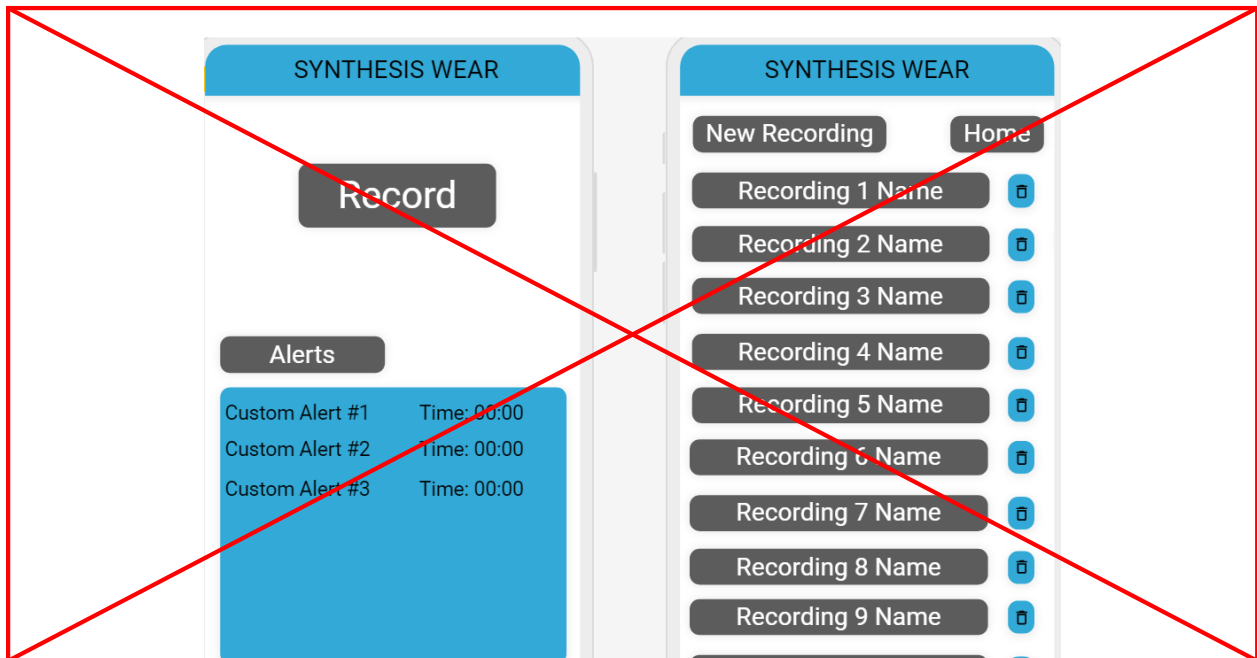 SYNTHESIS WEAR
Record
Alerts
Custom Alert #1 Time: 00:00
Custom Alert #2 Time: 00:00
Custom Alert #3 Time: 00:00
SYNTHESIS WEAR
New Recording Home
Recording 1 Name
Recording 2 Name
Recording 3 Name
Recording 4 Name
Recording 5 Name
Recording 6 Name
Recording 7 Name
Recording 8 Name
Recording 9 Name